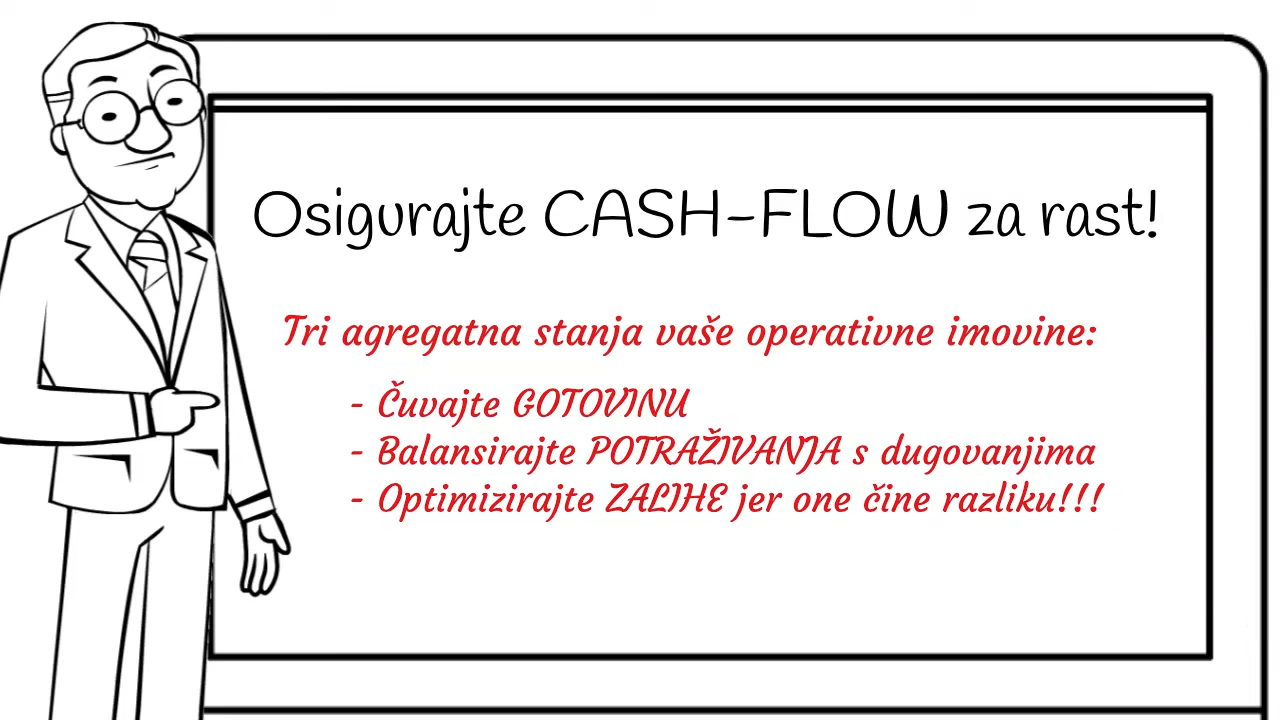 Osigurajte CASH-FLOW za rast!
Tri agregatna stanja vaše operativne imovine:
- Čuvajte GOTOVINU
- Balansirajte POTRAŽIVANJA s dugovanjima
- Optimizirajte ZALIHE jer one čine razliku!!!